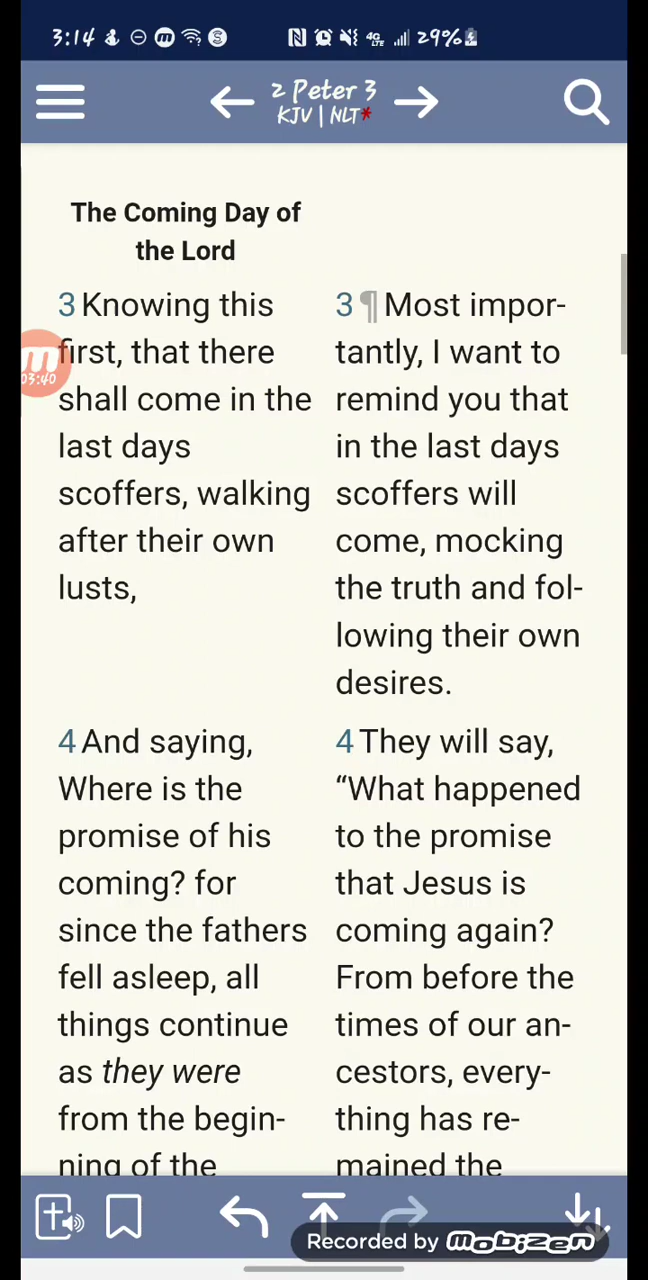 3:14
4G LTE
29%
2 Peter 3
KJV | NLT*
The Coming Day of
the Lord
3 Knowing this
first, that there
shall come in the
last days
scoffers, walking
after their own
lusts,
3 ¶ Most impor-
tantly, I want to
remind you that
in the last days
scoffers will
come, mocking
the truth and fol-
lowing their own
desires.
03:40
4 And saying,
Where is the
promise of his
coming? for
since the fathers
fell asleep, all
things continue
as they were
from the begin-
ning of the
4 They will say,
“What happened
to the promise
that Jesus is
coming again?
From before the
times of our an-
cestors, every-
thing has re-
mained the
Recorded by mobizen